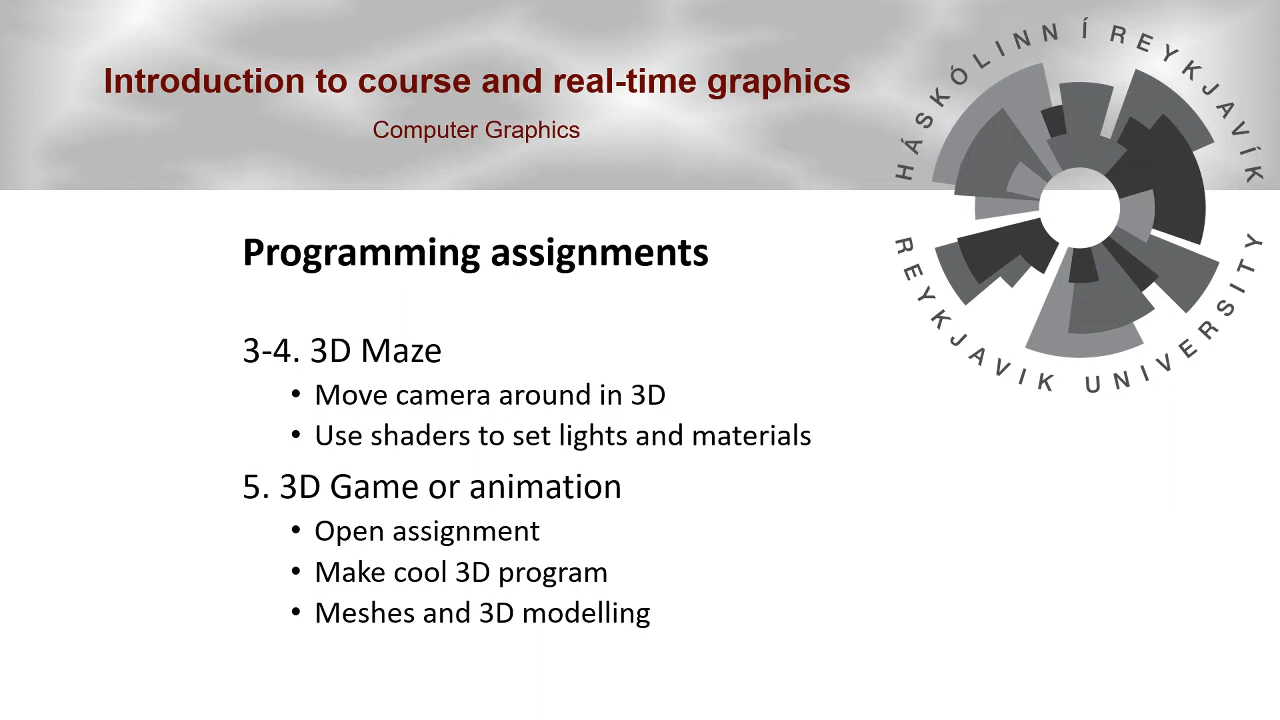 Introduction to course and real-time graphics
Computer Graphics
HÁSKÓLINN Í REYKJAVÍK
REYKJAVIK UNIVERSITY
Programming assignments
3-4. 3D Maze
• Move camera around in 3D
• Use shaders to set lights and materials
5. 3D Game or animation
• Open assignment
• Make cool 3D program
• Meshes and 3D modelling